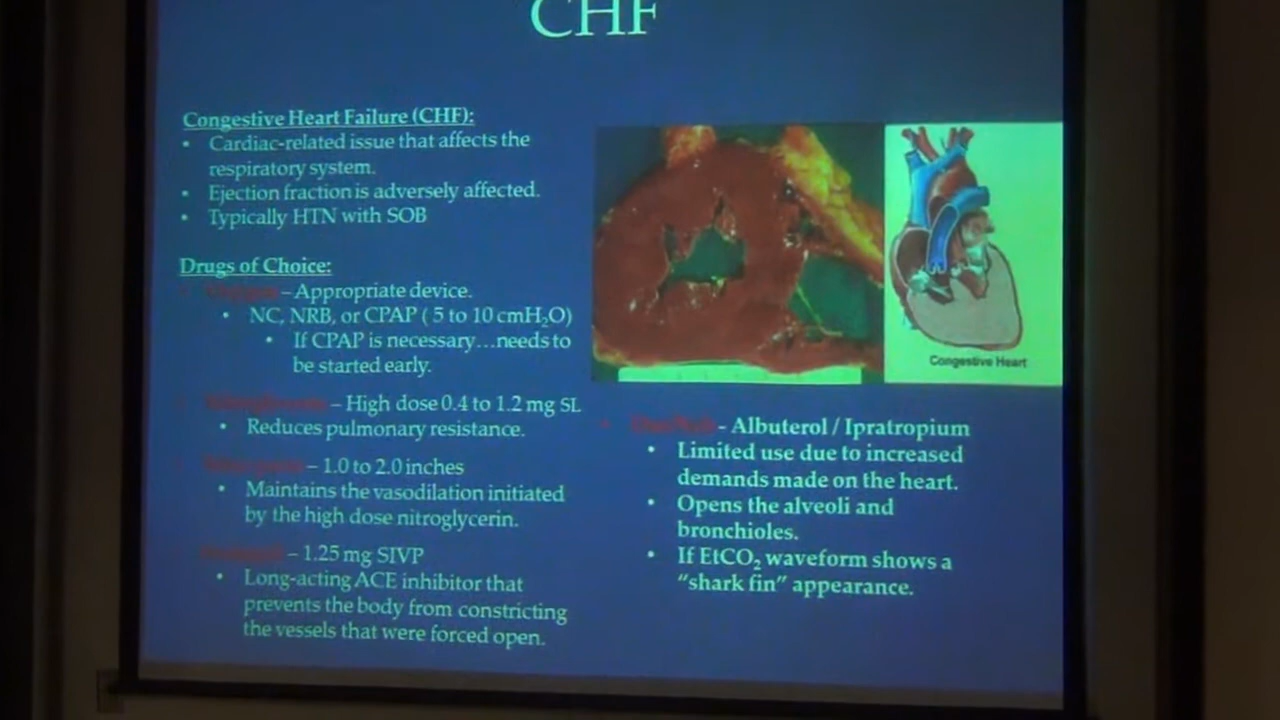 CHF
Congestive Heart Failure (CHF):
• Cardiac-related issue that affects the
respiratory system.
• Ejection fraction is adversely affected.
• Typically HTN with SOB
Drugs of Choice:
– Appropriate device.
• NC, NRB, or CPAP ( 5 to 10 cmH₂O)
• If CPAP is necessary…needs to
be started early.
– High dose 0.4 to 1.2 mg SL
• Reduces pulmonary resistance.
– 1.0 to 2.0 inches
• Maintains the vasodilation initiated
by the high dose nitroglycerin.
– 1.25 mg SIVP
• Long-acting ACE inhibitor that
prevents the body from constricting
the vessels that were forced open.
Congestive Heart
- Albuterol / Ipratropium
• Limited use due to increased
demands made on the heart.
• Opens the alveoli and
bronchioles.
• If EtCO₂ waveform shows a
“shark fin” appearance.